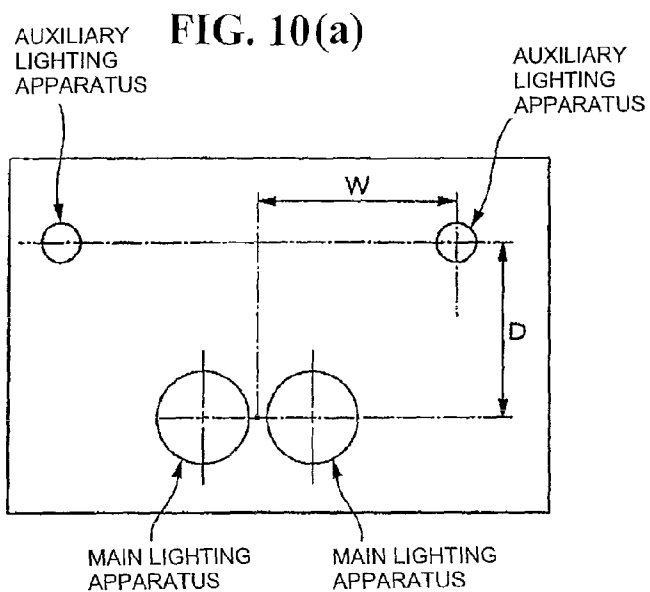 FIG. 10(a)
AUXILIARY
LIGHTING
APPARATUS
AUXILIARY
LIGHTING
APPARATUS
W
D
MAIN LIGHTING
APPARATUS
MAIN LIGHTING
APPARATUS